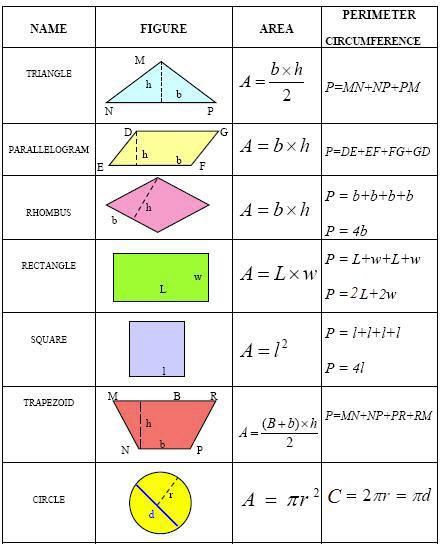 NAME FIGURE AREA PERIMETER
CIRCUMFERENCE
TRIANGLE
M
h
b
N P
A = b×h / 2
P=MN+NP+PM
PARALLELOGRAM
D G
h
b
E F
A = b×h
P=DE+EF+FG+GD
RHOMBUS
h
b
A = b×h
P = b+b+b+b
P = 4b
RECTANGLE
w
L
A = L×w
P = L+w+L+w
P = 2L+2w
SQUARE
l
A = l²
P = l+l+l+l
P = 4l
TRAPEZOID
M B R
h
N b P
A = (B+b)×h / 2
P=MN+NP+PR+RM
CIRCLE
r
d
A = πr²
C = 2πr = πd